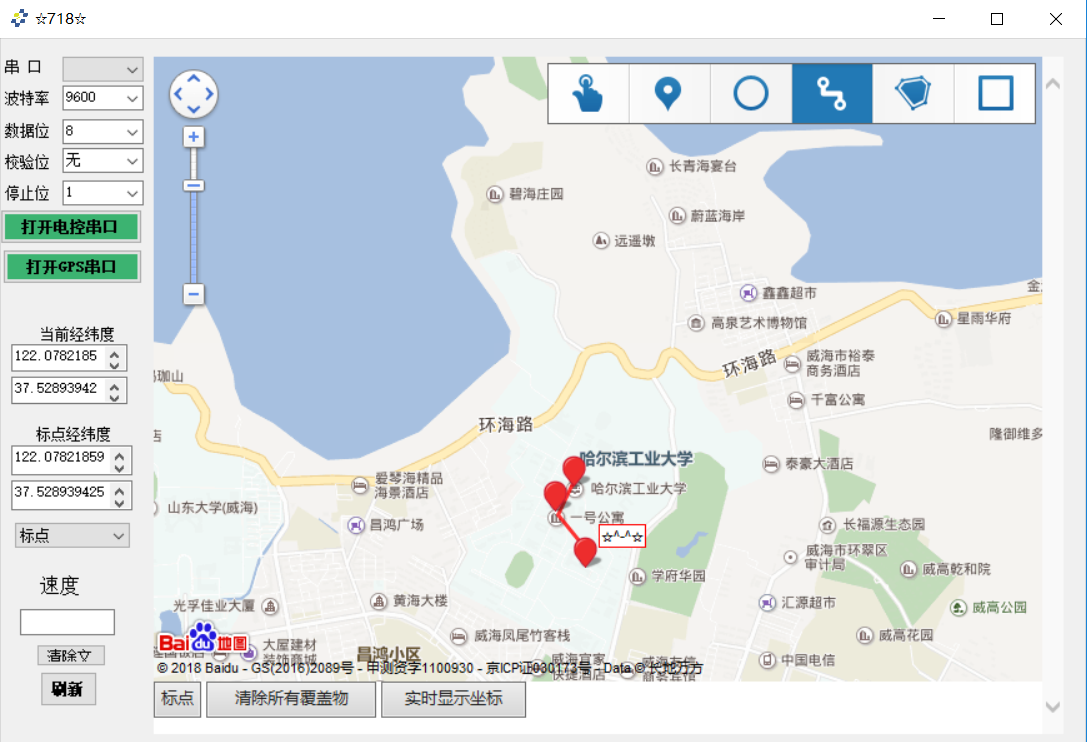 ☆718☆
串 口
波特率 9600
数据位 8
校验位 无
停止位 1
打开电控串口
打开GPS串口
当前经纬度
122.0782185
37.52893942
标点经纬度
122.07821859
37.528939425
标点
速度
刷新
长青海宴台
碧海庄园
蔚蓝海岸
远遥墩
鑫鑫超市
高泉艺术博物馆
星雨华府
环海路
威海市裕泰
商务酒店
千富公寓
环海路
隆御维多
哈尔滨工业大学
哈尔滨工业大学
泰豪大酒店
爱琴海精品
海景酒店
山东大学(威海)
昌鸿广场
一号公寓
☆^-^☆
长福源生态园
威海市环翠区
审计局
学府华园
威高乾和院
光孚佳业大厦
黄海大楼
汇源超市
威高公园
威海凤尾竹客栈
威高花园
Bai du 地图
大屋建材
装饰商城
昌鸿小区
中国电信
© 2018 Baidu - GS(2016)2089号 - 甲测资字1100930 - 京ICP证030173号 - Data © 长地万方
标点
清除所有覆盖物
实时显示坐标